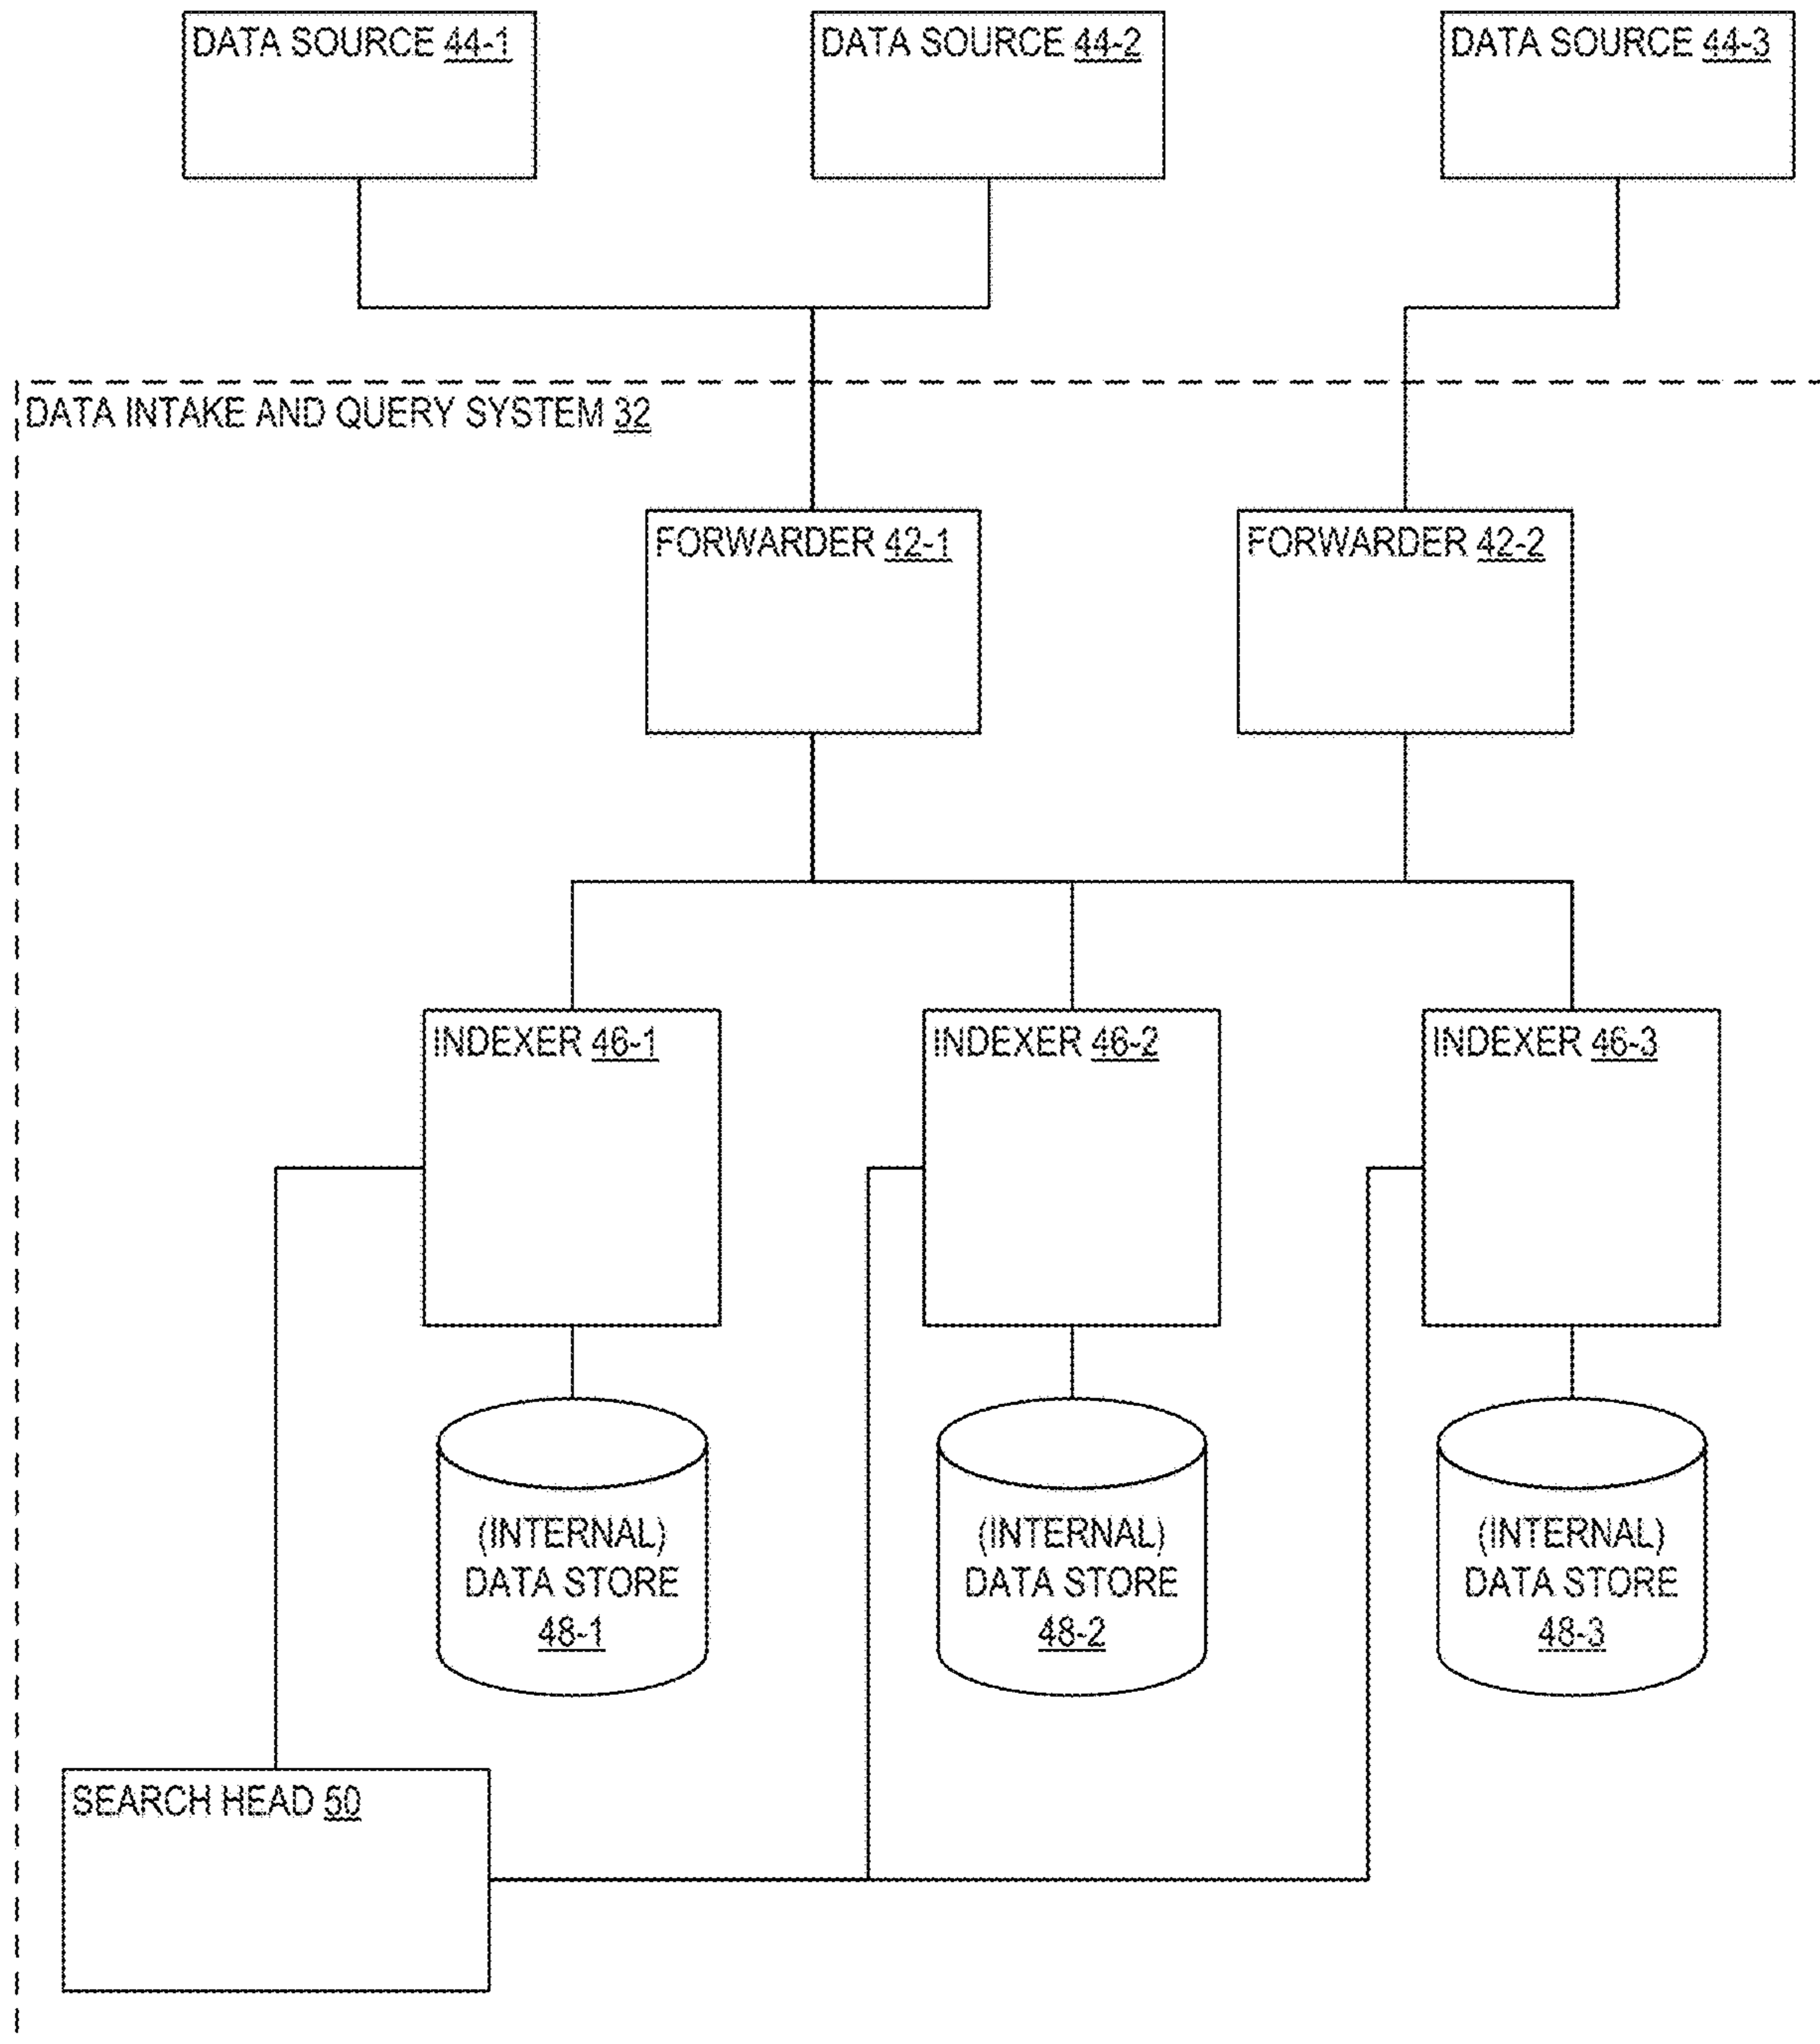 DATA SOURCE 44-1
DATA SOURCE 44-2
DATA SOURCE 44-3
DATA INTAKE AND QUERY SYSTEM 32
FORWARDER 42-1
FORWARDER 42-2
INDEXER 46-1
INDEXER 46-2
INDEXER 46-3
(INTERNAL)
DATA STORE
48-1
(INTERNAL)
DATA STORE
48-2
(INTERNAL)
DATA STORE
48-3
SEARCH HEAD 50